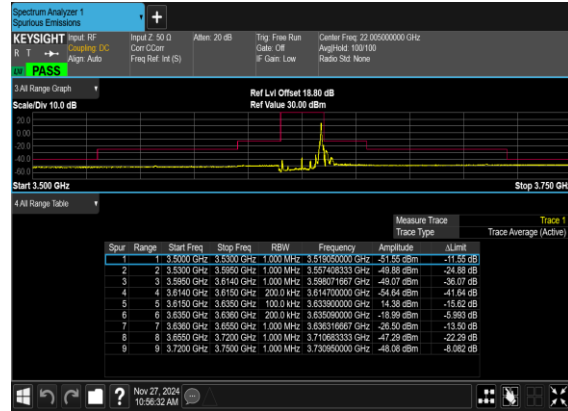 Spectrum Analyzer 1
Spurious Emissions
KEYSIGHT Input: RF Input Z: 50 Ω Atten: 20 dB Trig: Free Run Center Freq: 22.005000000 GHz
R T Coupling: DC Corr CCorr Gate: Off Avg|Hold: 100/100
Align: Auto Freq Ref: Int (S) IF Gain: Low Radio Std: None
PASS
3 All Range Graph
Ref Lvl Offset 18.80 dB
Scale/Div 10.0 dB Ref Value 30.00 dBm
20.0
0.00
-20.0
-40.0
-60.0
Start 3.500 GHz Stop 3.750 GHz
4 All Range Table
Measure Trace Trace 1
Trace Type Trace Average (Active)
Spur Range Start Freq Stop Freq RBW Frequency Amplitude ΔLimit
1 1 3.5000 GHz 3.5300 GHz 1.000 MHz 3.519050000 GHz -51.55 dBm -11.55 dB
2 2 3.5300 GHz 3.5950 GHz 1.000 MHz 3.557408333 GHz -49.88 dBm -24.88 dB
3 3 3.5950 GHz 3.6140 GHz 1.000 MHz 3.598071667 GHz -49.07 dBm -36.07 dB
4 4 3.6140 GHz 3.6150 GHz 200.0 kHz 3.614700000 GHz -54.64 dBm -41.64 dB
5 5 3.6150 GHz 3.6350 GHz 100.0 kHz 3.633900000 GHz 14.38 dBm -15.62 dB
6 6 3.6350 GHz 3.6360 GHz 200.0 kHz 3.635090000 GHz -18.99 dBm -5.993 dB
7 7 3.6360 GHz 3.6550 GHz 1.000 MHz 3.636316667 GHz -26.50 dBm -13.50 dB
8 8 3.6550 GHz 3.7200 GHz 1.000 MHz 3.710683333 GHz -47.29 dBm -22.29 dB
9 9 3.7200 GHz 3.7500 GHz 1.000 MHz 3.730950000 GHz -48.08 dBm -8.082 dB
Nov 27, 2024
10:56:32 AM